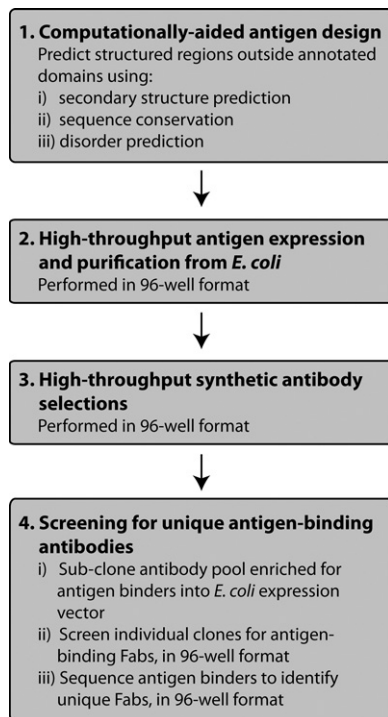 1. Computationally-aided antigen design
Predict structured regions outside annotated
domains using:
i) secondary structure prediction
ii) sequence conservation
iii) disorder prediction
2. High-throughput antigen expression
and purification from E. coli
Performed in 96-well format
3. High-throughput synthetic antibody
selections
Performed in 96-well format
4. Screening for unique antigen-binding
antibodies
i) Sub-clone antibody pool enriched for
antigen binders into E. coli expression
vector
ii) Screen individual clones for antigen-
binding Fabs, in 96-well format
iii) Sequence antigen binders to identify
unique Fabs, in 96-well format